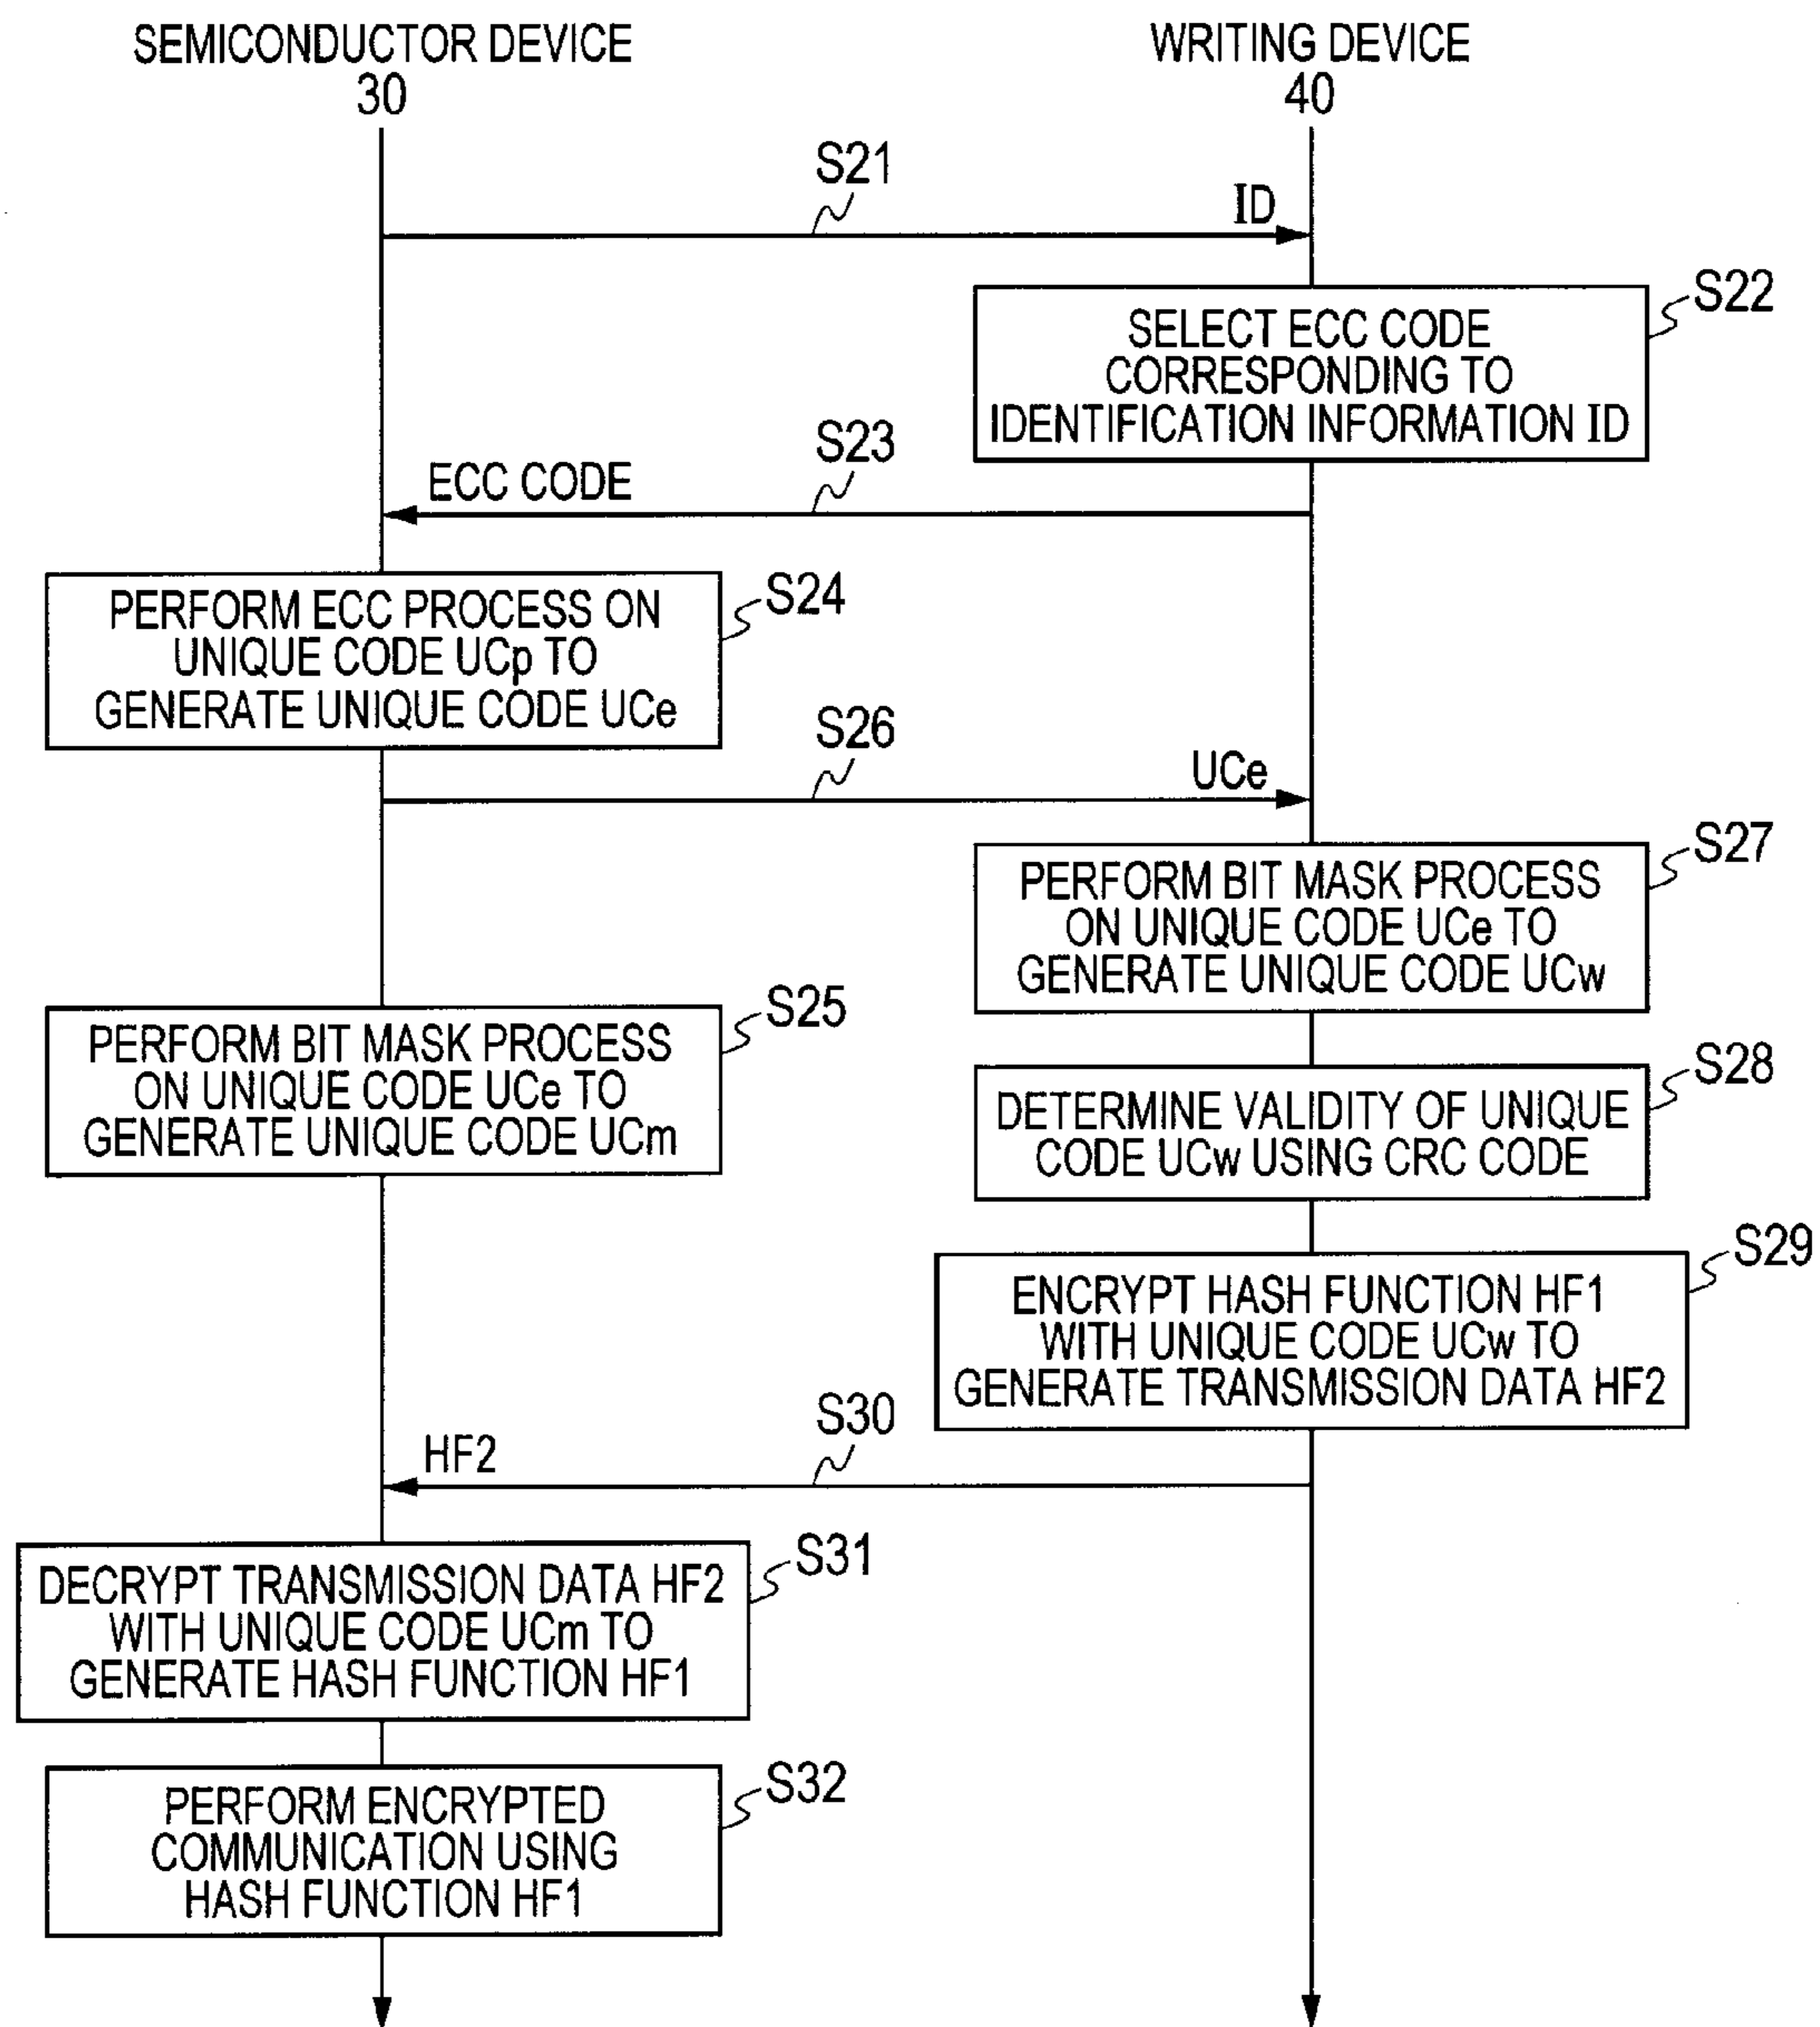 SEMICONDUCTOR DEVICE
30
WRITING DEVICE
40
S21
ID
S22
SELECT ECC CODE
CORRESPONDING TO
IDENTIFICATION INFORMATION ID
S23
ECC CODE
S24
PERFORM ECC PROCESS ON
UNIQUE CODE UCp TO
GENERATE UNIQUE CODE UCe
S26
UCe
S27
PERFORM BIT MASK PROCESS
ON UNIQUE CODE UCe TO
GENERATE UNIQUE CODE UCw
S25
PERFORM BIT MASK PROCESS
ON UNIQUE CODE UCe TO
GENERATE UNIQUE CODE UCm
S28
DETERMINE VALIDITY OF UNIQUE
CODE UCw USING CRC CODE
S29
ENCRYPT HASH FUNCTION HF1
WITH UNIQUE CODE UCw TO
GENERATE TRANSMISSION DATA HF2
S30
HF2
S31
DECRYPT TRANSMISSION DATA HF2
WITH UNIQUE CODE UCm TO
GENERATE HASH FUNCTION HF1
S32
PERFORM ENCRYPTED
COMMUNICATION USING
HASH FUNCTION HF1